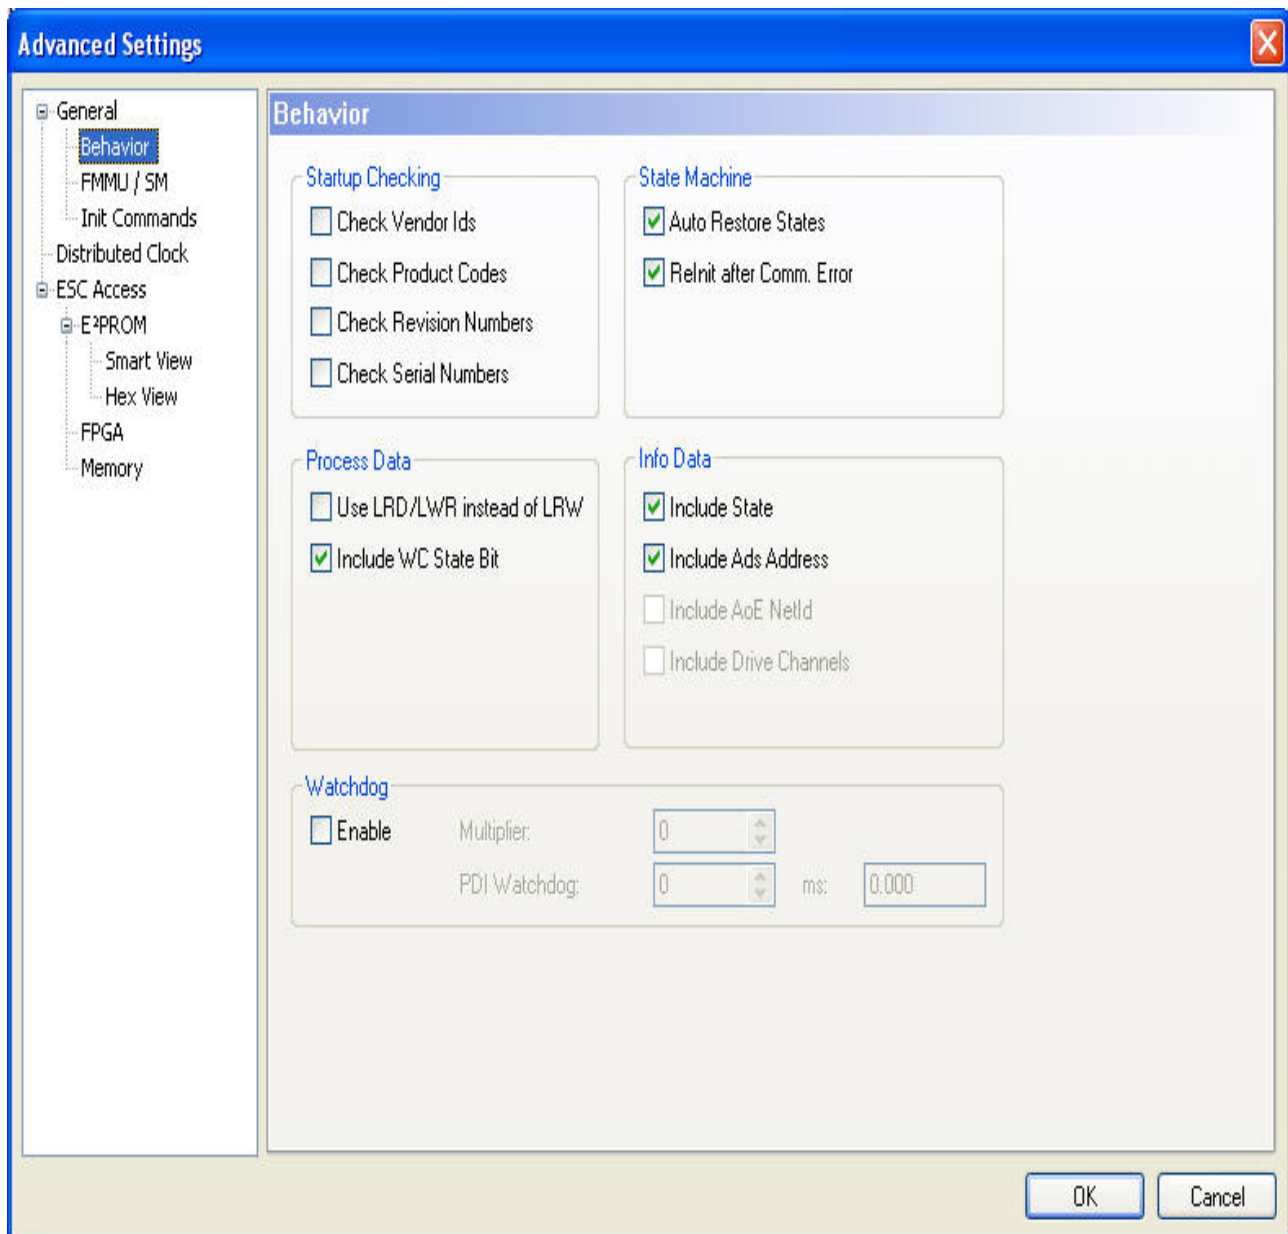 Advanced Settings
General
Behavior
FMMU / SM
Init Commands
Distributed Clock
ESC Access
E²PROM
Smart View
Hex View
FPGA
Memory
Behavior
Startup Checking
Check Vendor Ids
Check Product Codes
Check Revision Numbers
Check Serial Numbers
State Machine
Auto Restore States
ReInit after Comm. Error
Process Data
Use LRD/LWR instead of LRW
Include WC State Bit
Info Data
Include State
Include Ads Address
Include AoE NetId
Include Drive Channels
Watchdog
Enable Multiplier: 0
PDI Watchdog: 0 ms: 0.000
OK Cancel